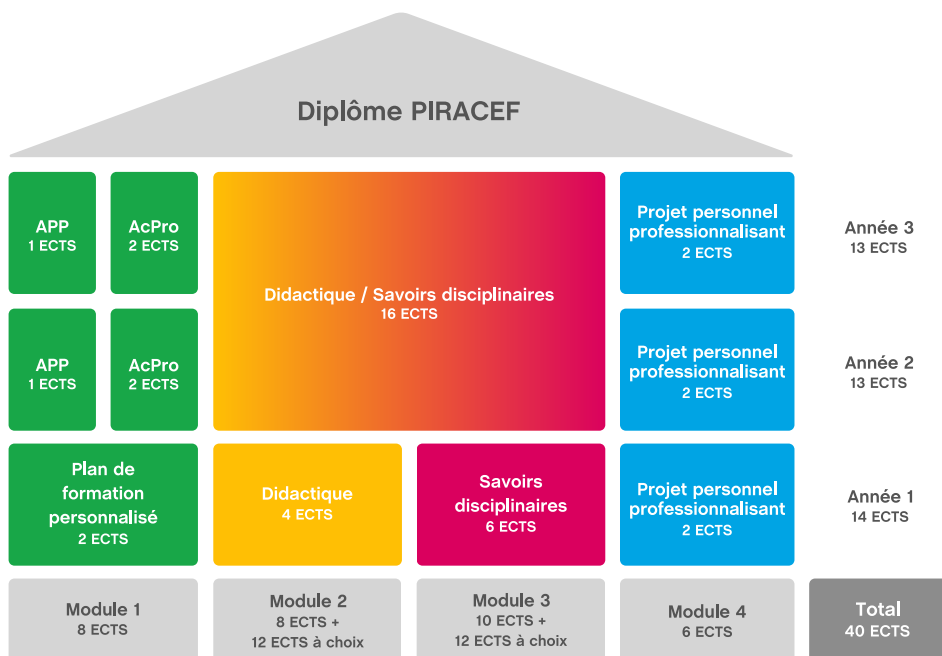 Diplôme PIRACEF
APP
1 ECTS
AcPro
2 ECTS
Didactique / Savoirs disciplinaires
16 ECTS
Projet personnel
professionnalisant
2 ECTS
Année 3
13 ECTS
APP
1 ECTS
AcPro
2 ECTS
Projet personnel
professionnalisant
2 ECTS
Année 2
13 ECTS
Plan de
formation
personnalisé
2 ECTS
Didactique
4 ECTS
Savoirs
disciplinaires
6 ECTS
Projet personnel
professionnalisant
2 ECTS
Année 1
14 ECTS
Module 1
8 ECTS
Module 2
8 ECTS +
12 ECTS à choix
Module 3
10 ECTS +
12 ECTS à choix
Module 4
6 ECTS
Total
40 ECTS